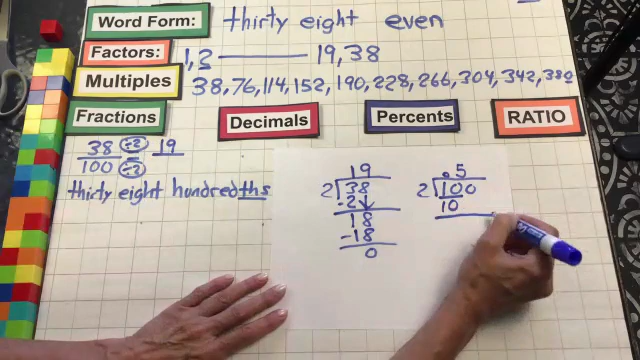 Word Form: thirty eight even
Factors: 1,2 19,38
Multiples 38,76,114,152,190,228,266,304,342,380
Fractions Decimals Percents RATIO
38 ÷2 19
100 ÷2
thirty eight hundredths
19
2 38
-2
18
-18
0
.5
2 100
10